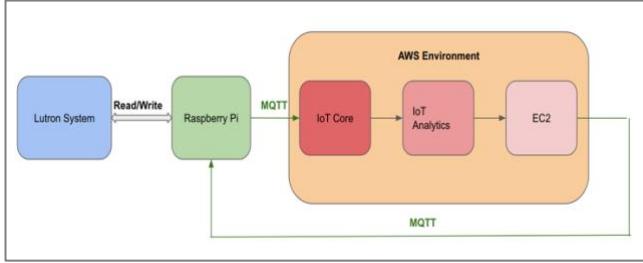 AWS Environment
Lutron System
Read/Write
Raspberry Pi
MQTT
IoT Core
IoT
Analytics
EC2
MQTT